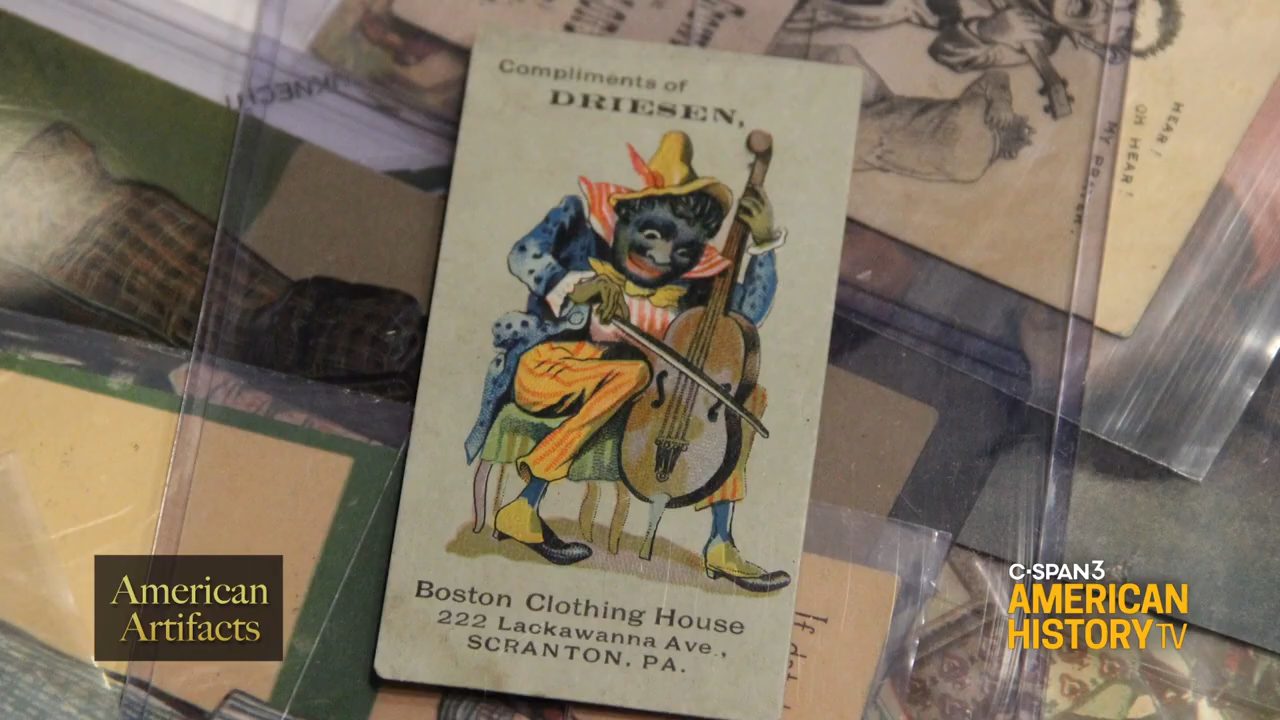 Compliments of
DRIESEN,
Boston Clothing House
222 Lackawanna Ave.,
SCRANTON, PA.
HEAR!
OH HEAR!
American
Artifacts
C-SPAN3
AMERICAN
HISTORY TV